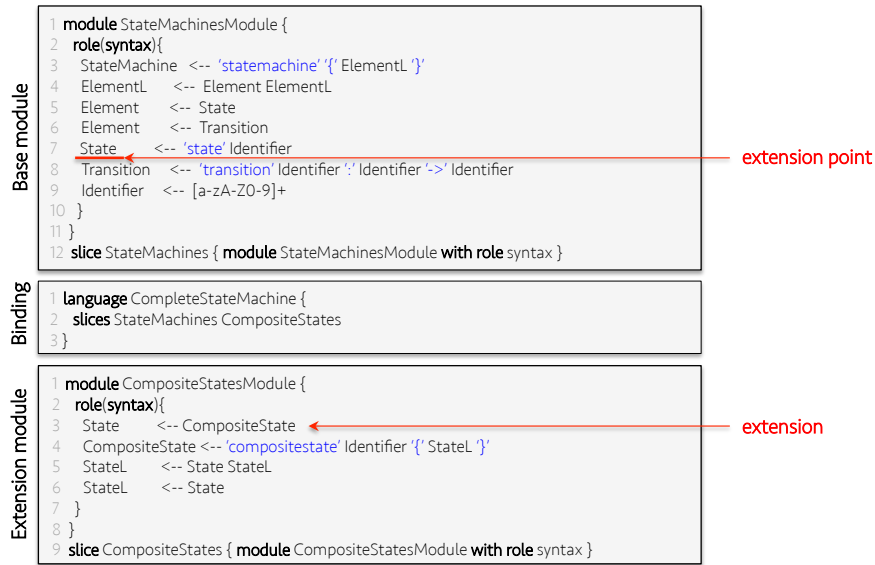 Base module
1 module StateMachinesModule {
2 role(syntax){
3 StateMachine <-- ‘statemachine’ ‘{’ ElementL ‘}’
4 ElementL <-- Element ElementL
5 Element <-- State
6 Element <-- Transition
7 State <-- ‘state’ Identifier
extension point
8 Transition <-- ‘transition’ Identifier ‘:’ Identifier ‘->’ Identifier
9 Identifier <-- [a-zA-Z0-9]+
10 }
11 }
12 slice StateMachines { module StateMachinesModule with role syntax }
Binding
1 language CompleteStateMachine {
2 slices StateMachines CompositeStates
3 }
Extension module
1 module CompositeStatesModule {
2 role(syntax){
3 State <-- CompositeState
extension
4 CompositeState <-- ‘compositestate’ Identifier ‘{’ StateL ‘}’
5 StateL <-- State StateL
6 StateL <-- State
7 }
8 }
9 slice CompositeStates { module CompositeStatesModule with role syntax }